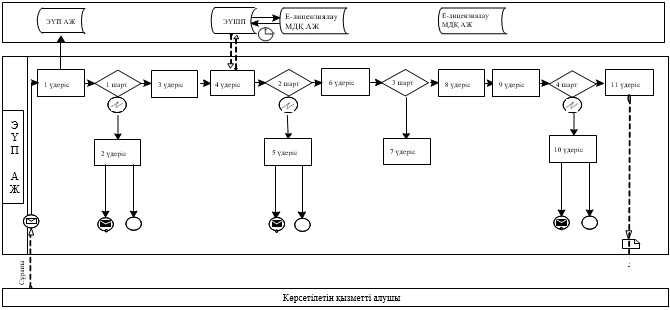 ЭҮП АЖ
ЭҮШП
Е-лицензиялау
МДҚ АЖ
Е-лицензиялау
МДҚ АЖ
1 үдеріс
1 шарт
3 үдеріс
4 үдеріс
2 шарт
6 үдеріс
3 шарт
8 үдеріс
9 үдеріс
4 шарт
11 үдеріс
2 үдеріс
5 үдеріс
7 үдеріс
10 үдеріс
Э
Ү
П
А
Ж
Сұраны
Көрсетілетін қызметті алушы